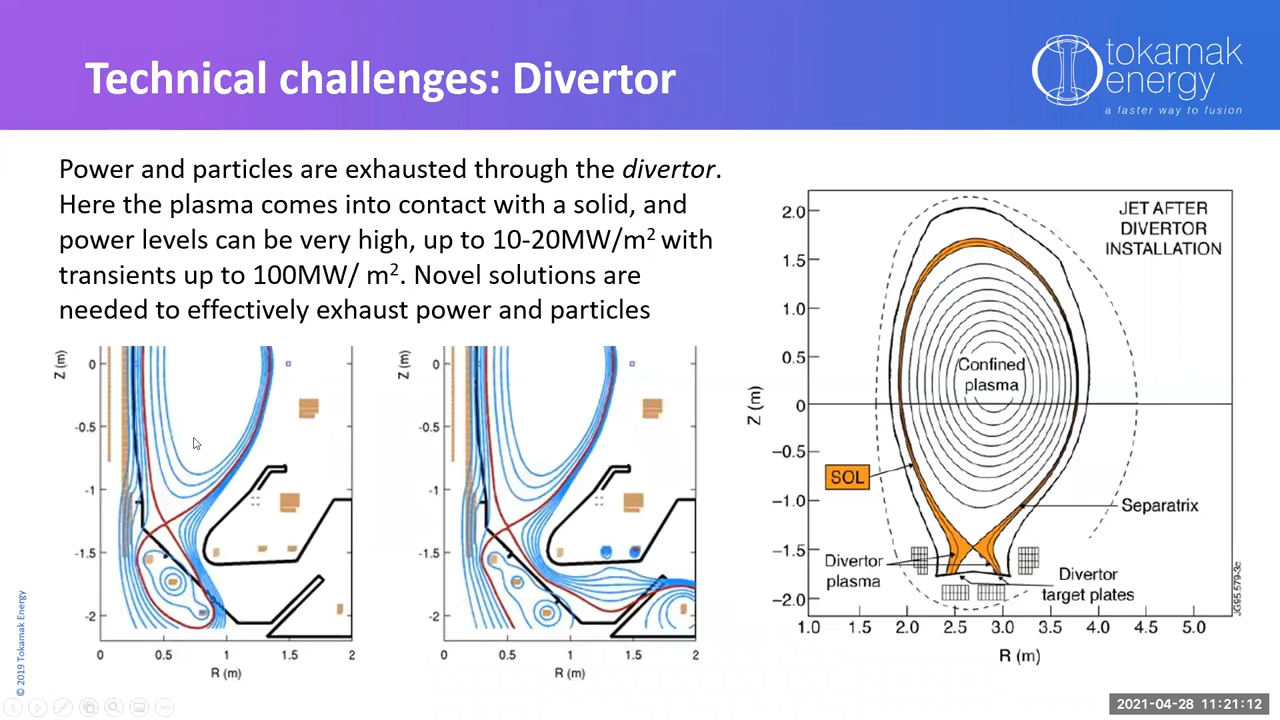 Technical challenges: Divertor
tokamak
energy
a faster way to fusion
Power and particles are exhausted through the divertor.
Here the plasma comes into contact with a solid, and
power levels can be very high, up to 10-20MW/m² with
transients up to 100MW/ m². Novel solutions are
needed to effectively exhaust power and particles
Z (m)
0
-0.5
-1
-1.5
-2
0
0.5
1
1.5
2
R (m)
Z (m)
0
-0.5
-1
-1.5
-2
0
0.5
1
1.5
2
R (m)
JET AFTER
DIVERTOR
INSTALLATION
Z (m)
2.0
1.5
1.0
0.5
0
−0.5
−1.0
−1.5
−2.0
Confined
plasma
SOL
Separatrix
Divertor
plasma
Divertor
target plates
JG95.579-3c
1.0
1.5
2.0
2.5
3.0
3.5
4.0
4.5
5.0
R (m)
© 2019 Tokamak Energy
2021-04-28 11:21:12